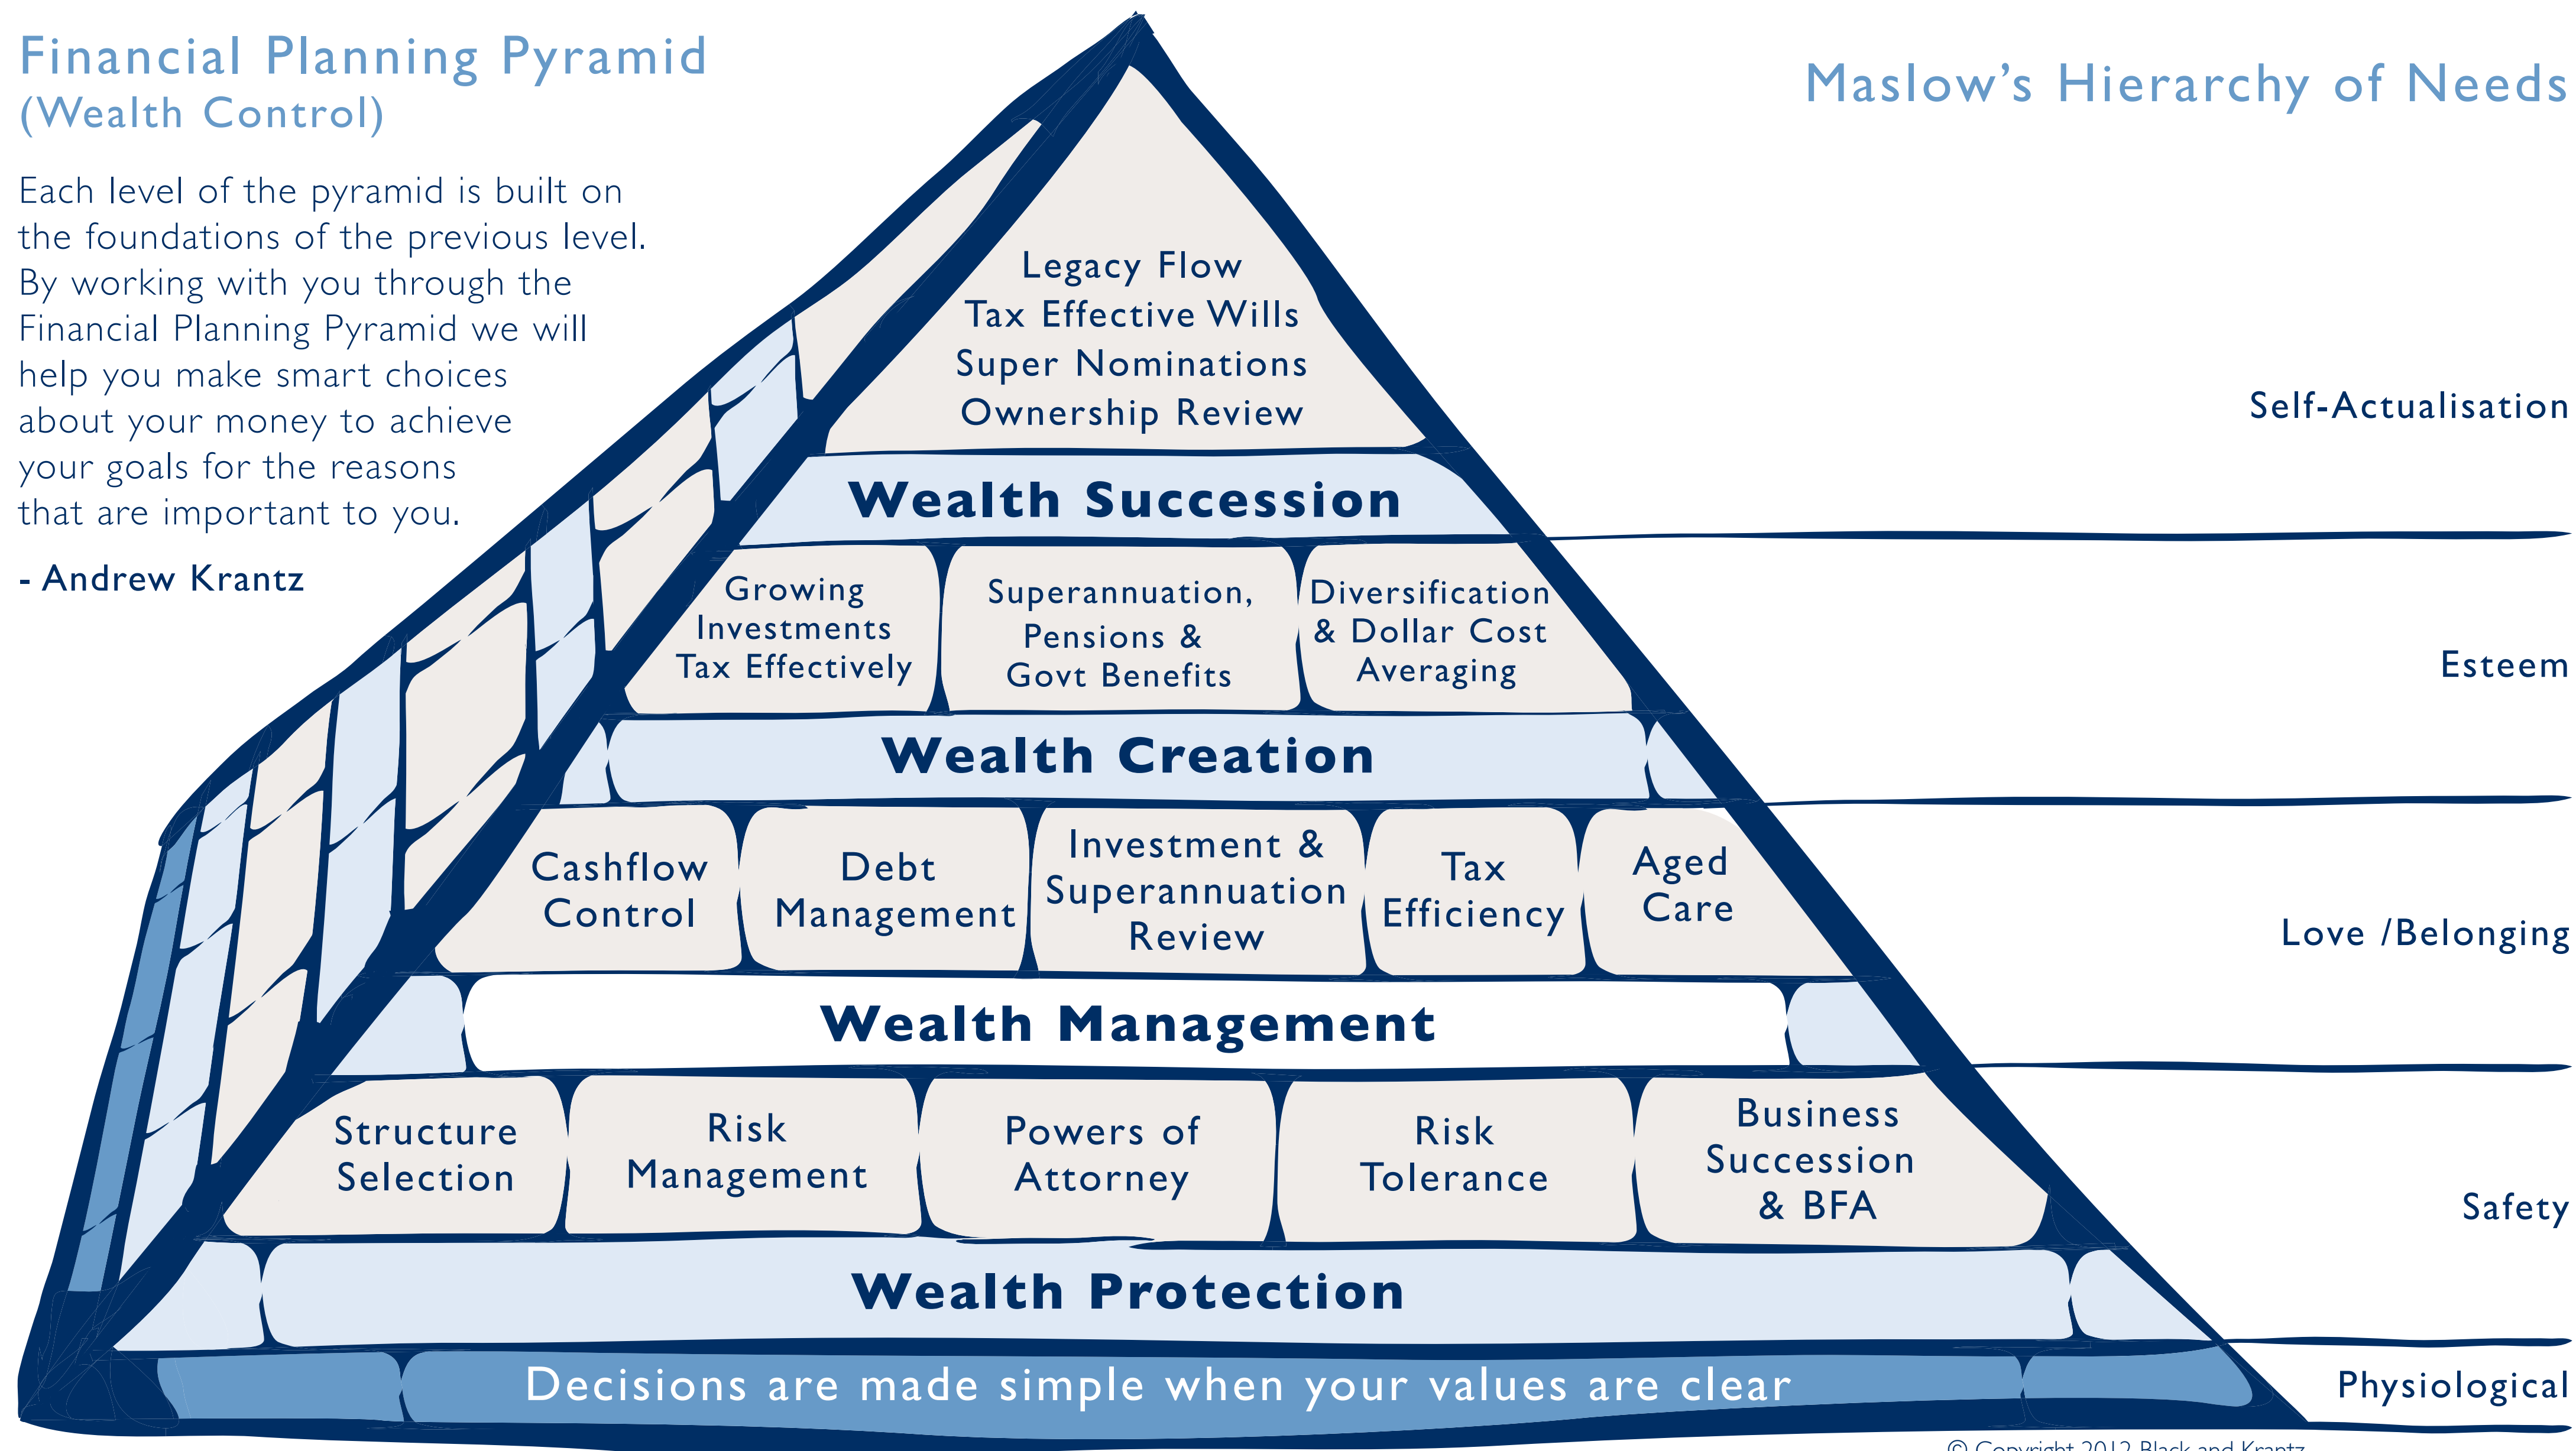 Financial Planning Pyramid
(Wealth Control)
Each level of the pyramid is built on
the foundations of the previous level.
By working with you through the
Financial Planning Pyramid we will
help you make smart choices
about your money to achieve
your goals for the reasons
that are important to you.
- Andrew Krantz
Maslow's Hierarchy of Needs
Legacy Flow
Tax Effective Wills
Super Nominations
Ownership Review
Wealth Succession
Self-Actualisation
Growing
Investments
Tax Effectively
Superannuation,
Pensions &
Govt Benefits
Diversification
& Dollar Cost
Averaging
Wealth Creation
Esteem
Cashflow
Control
Debt
Management
Investment &
Superannuation
Review
Tax
Efficiency
Aged
Care
Wealth Management
Love /Belonging
Structure
Selection
Risk
Management
Powers of
Attorney
Risk
Tolerance
Business
Succession
& BFA
Wealth Protection
Safety
Decisions are made simple when your values are clear
Physiological
© Copyright 2012 Black and Krantz